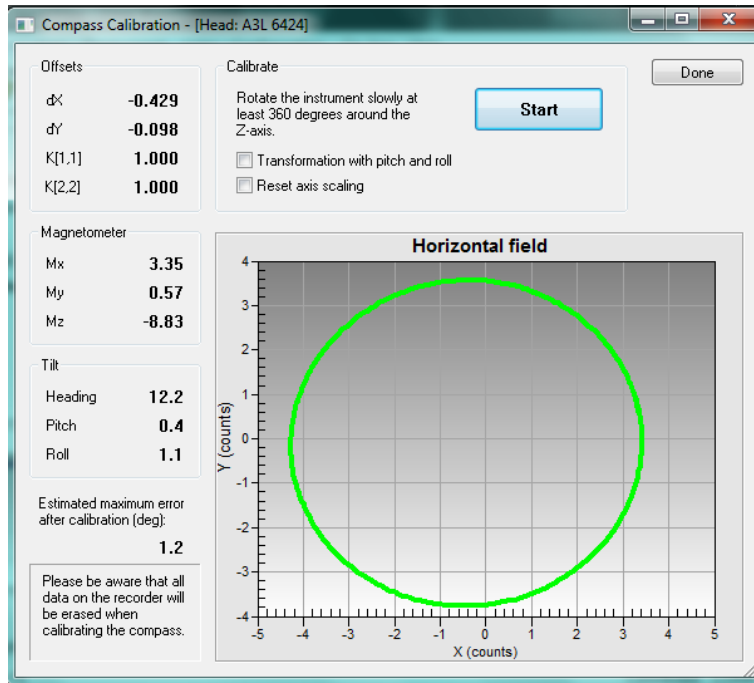 Compass Calibration - [Head: A3L 6424]
Offsets
dX -0.429
dY -0.098
K[1,1] 1.000
K[2,2] 1.000
Calibrate
Rotate the instrument slowly at
least 360 degrees around the
Z-axis.
Start
Transformation with pitch and roll
Reset axis scaling
Done
Magnetometer
Mx 3.35
My 0.57
Mz -8.83
Tilt
Heading 12.2
Pitch 0.4
Roll 1.1
Estimated maximum error
after calibration (deg):
1.2
Please be aware that all
data on the recorder will
be erased when
calibrating the compass.
Horizontal field
Y (counts)
4
3
2
1
0
-1
-2
-3
-4
-5 -4 -3 -2 -1 0 1 2 3 4 5
X (counts)